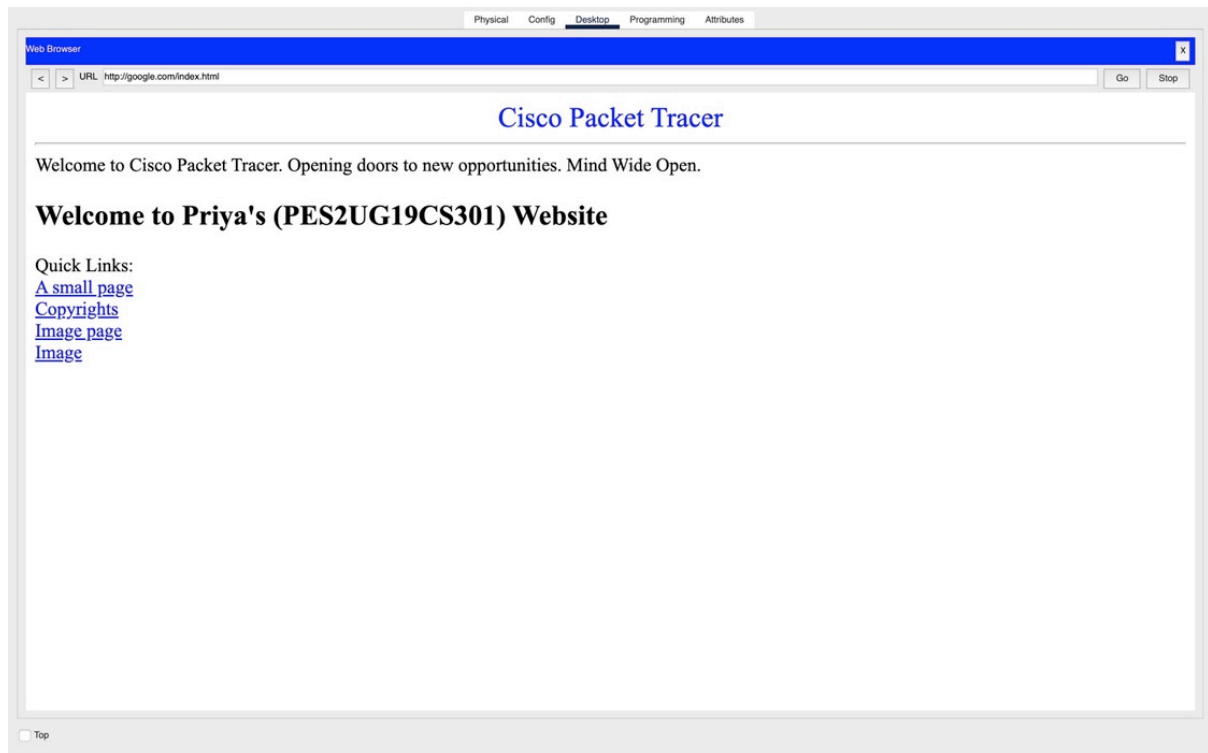 Physical Config Desktop Programming Attributes
Web Browser X
< > URL http://google.com/index.html Go Stop
Cisco Packet Tracer
Welcome to Cisco Packet Tracer. Opening doors to new opportunities. Mind Wide Open.
Welcome to Priya's (PES2UG19CS301) Website
Quick Links:
A small page
Copyrights
Image page
Image
Top